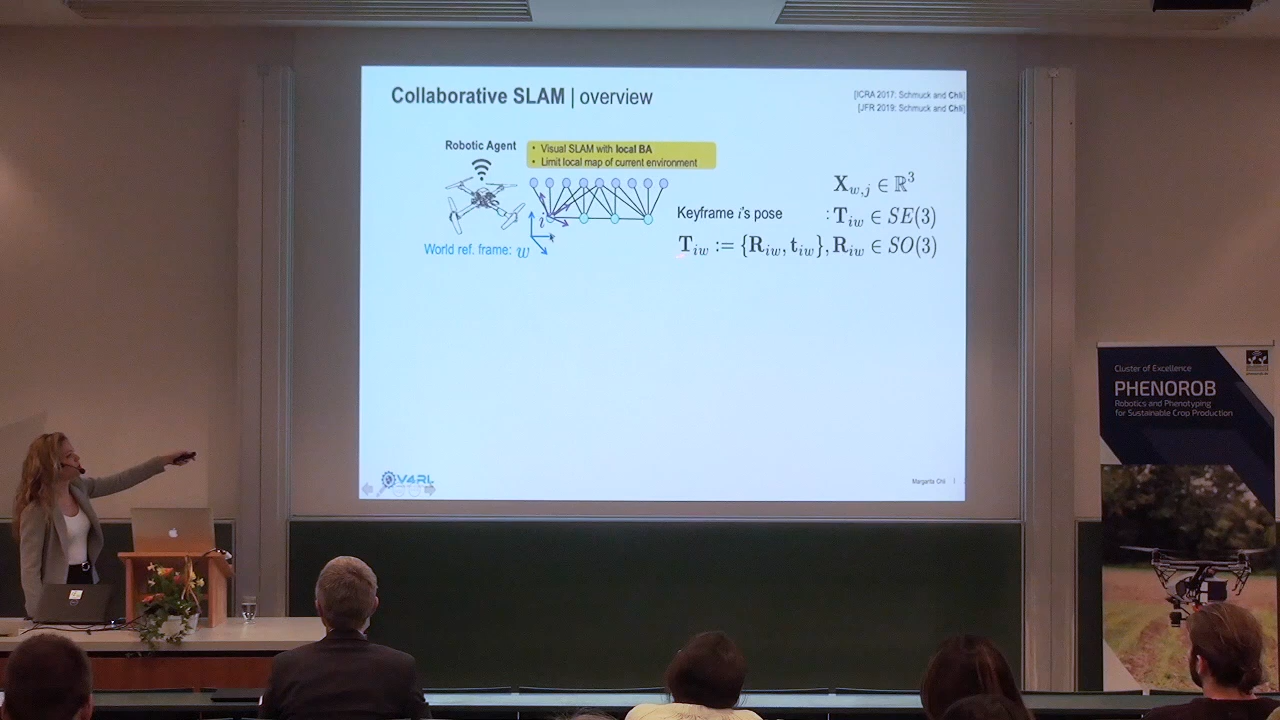 Collaborative SLAM | overview
[ICRA 2017: Schmuck and Chli]
[JFR 2019: Schmuck and Chli]
Robotic Agent
• Visual SLAM with local BA
• Limit local map of current environment
X_{w,j} ∈ ℝ^3
i
Keyframe i's pose : T_{iw} ∈ SE(3)
World ref. frame: w
T_{iw} := {R_{iw}, t_{iw}}, R_{iw} ∈ SO(3)
V4RL
Margarita Chli
Cluster of Excellence
PHENOROB
Robotics and Phenotyping
for Sustainable Crop Production